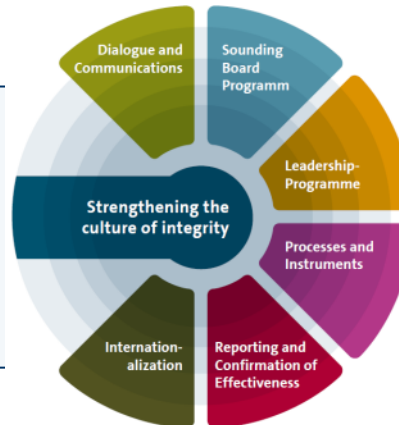 Dialogue and
Communications
Sounding
Board
Programm
Leadership-
Programme
Strengthening the
culture of integrity
Processes and
Instruments
Internation-
alization
Reporting and
Confirmation of
Effectiveness